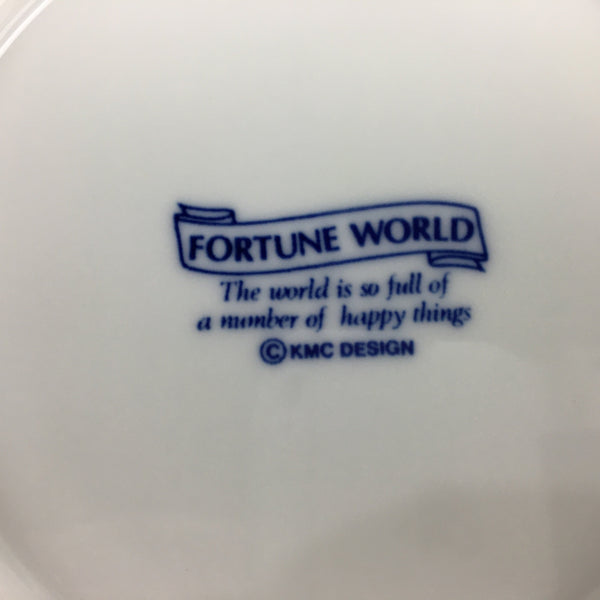 FORTUNE WORLD
The world is so full of
a number of happy things
© KMC DESIGN